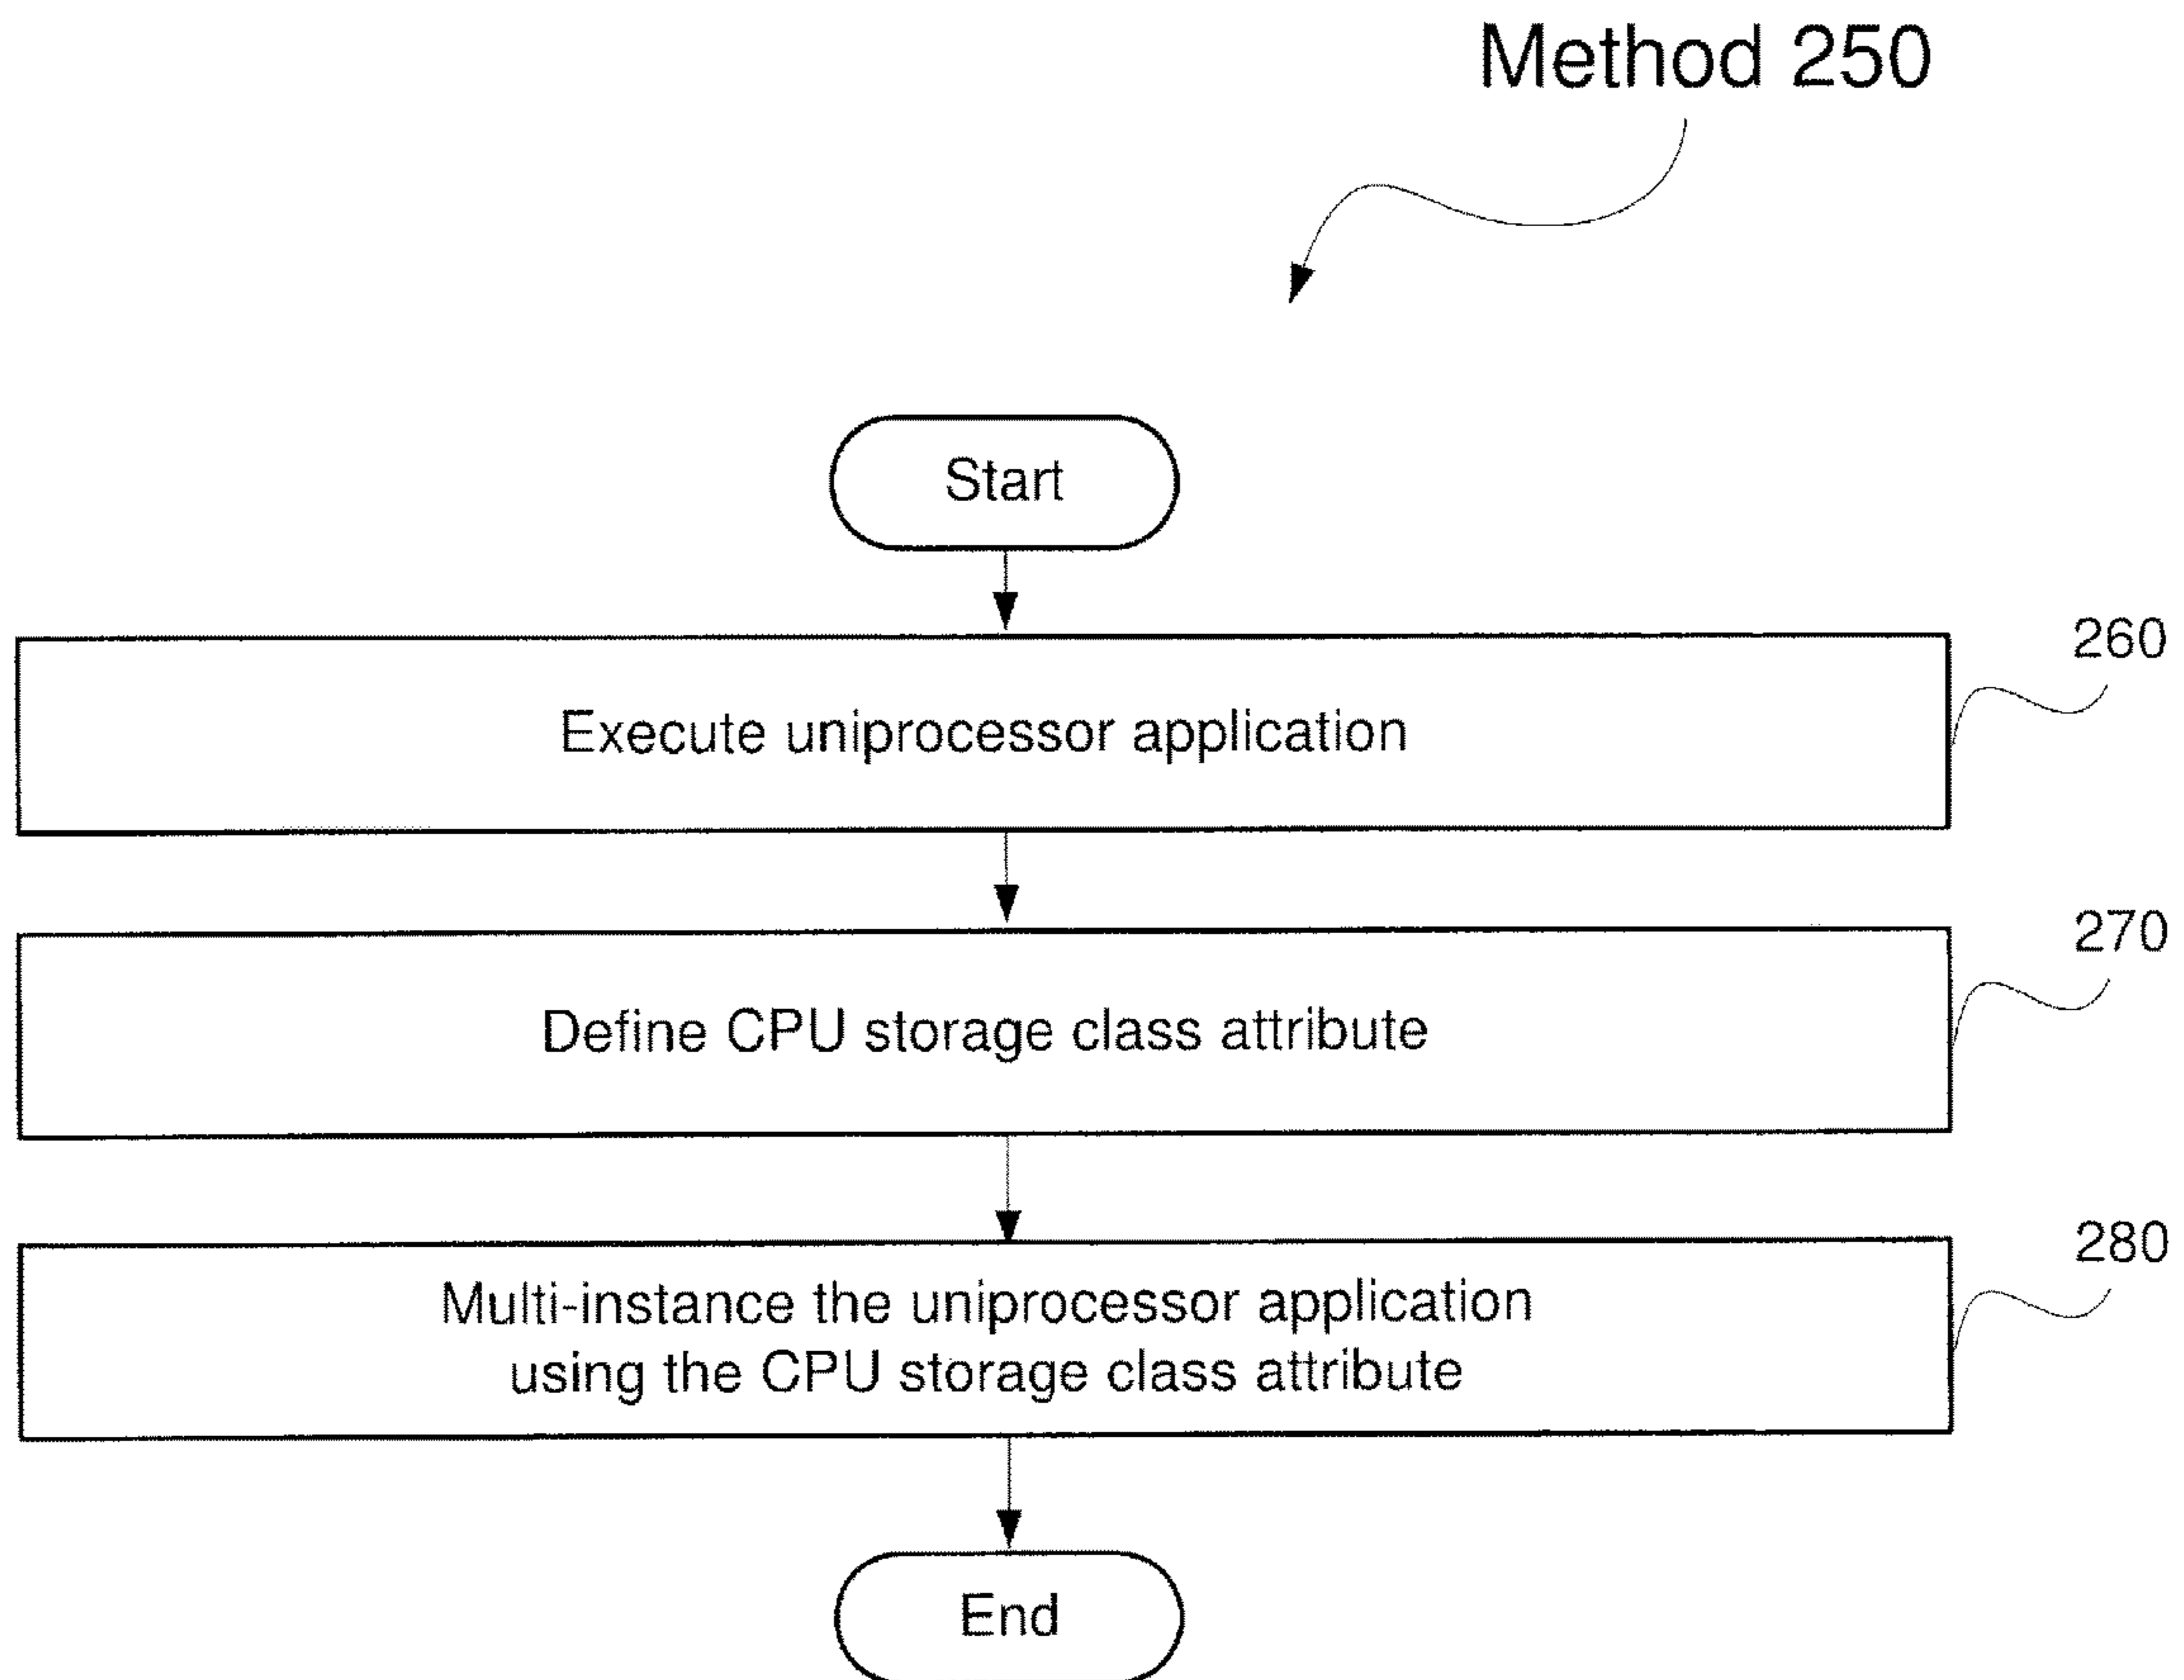 Method 250
Start
260
Execute uniprocessor application
270
Define CPU storage class attribute
280
Multi-instance the uniprocessor application
using the CPU storage class attribute
End